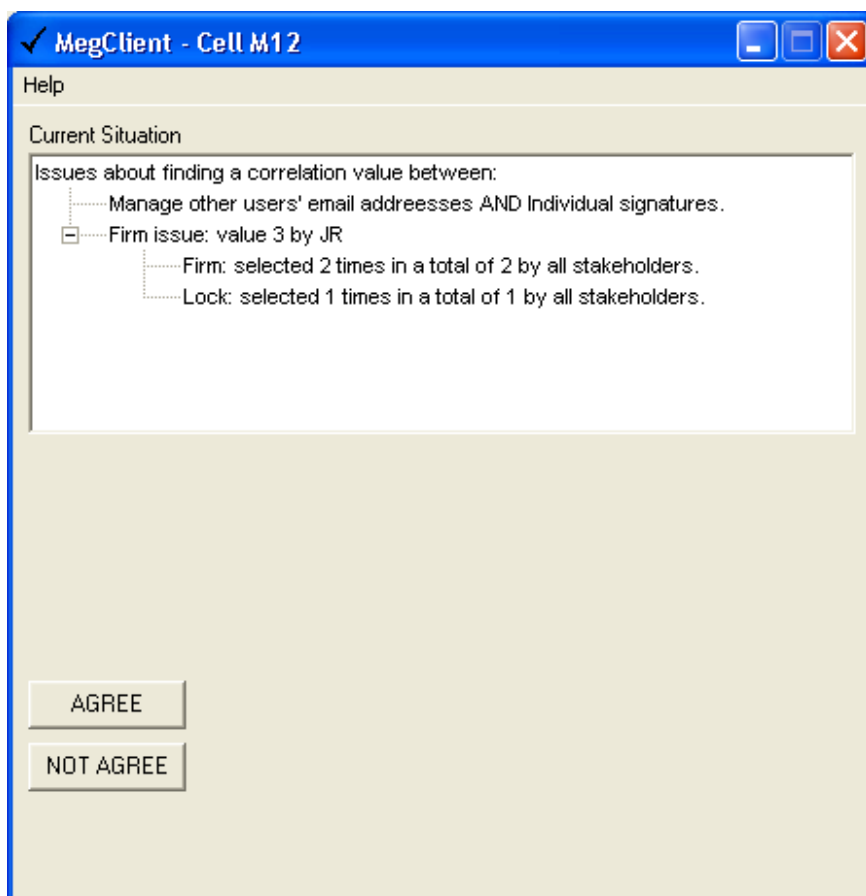 MegClient - Cell M12
Help
Current Situation
Issues about finding a correlation value between:
Manage other users' email addreesses AND Individual signatures.
Firm issue: value 3 by JR
Firm: selected 2 times in a total of 2 by all stakeholders.
Lock: selected 1 times in a total of 1 by all stakeholders.
AGREE
NOT AGREE